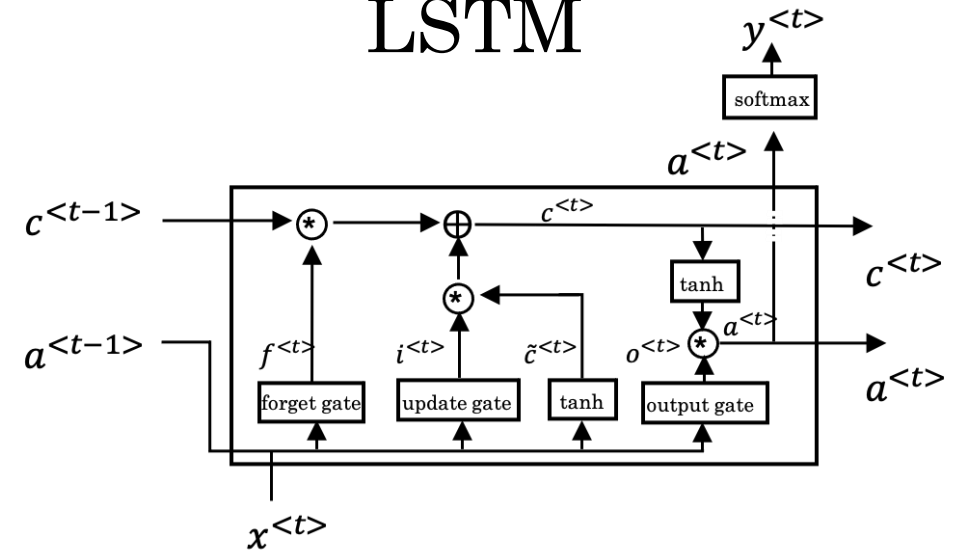 LSTM
y<t>
softmax
a<t>
c<t-1>
*
c<t>
c<t>
tanh
*
a<t-1>
f<t>
i<t>
c̃<t>
o<t>
*
a<t>
a<t>
forget gate
update gate
tanh
output gate
x<t>